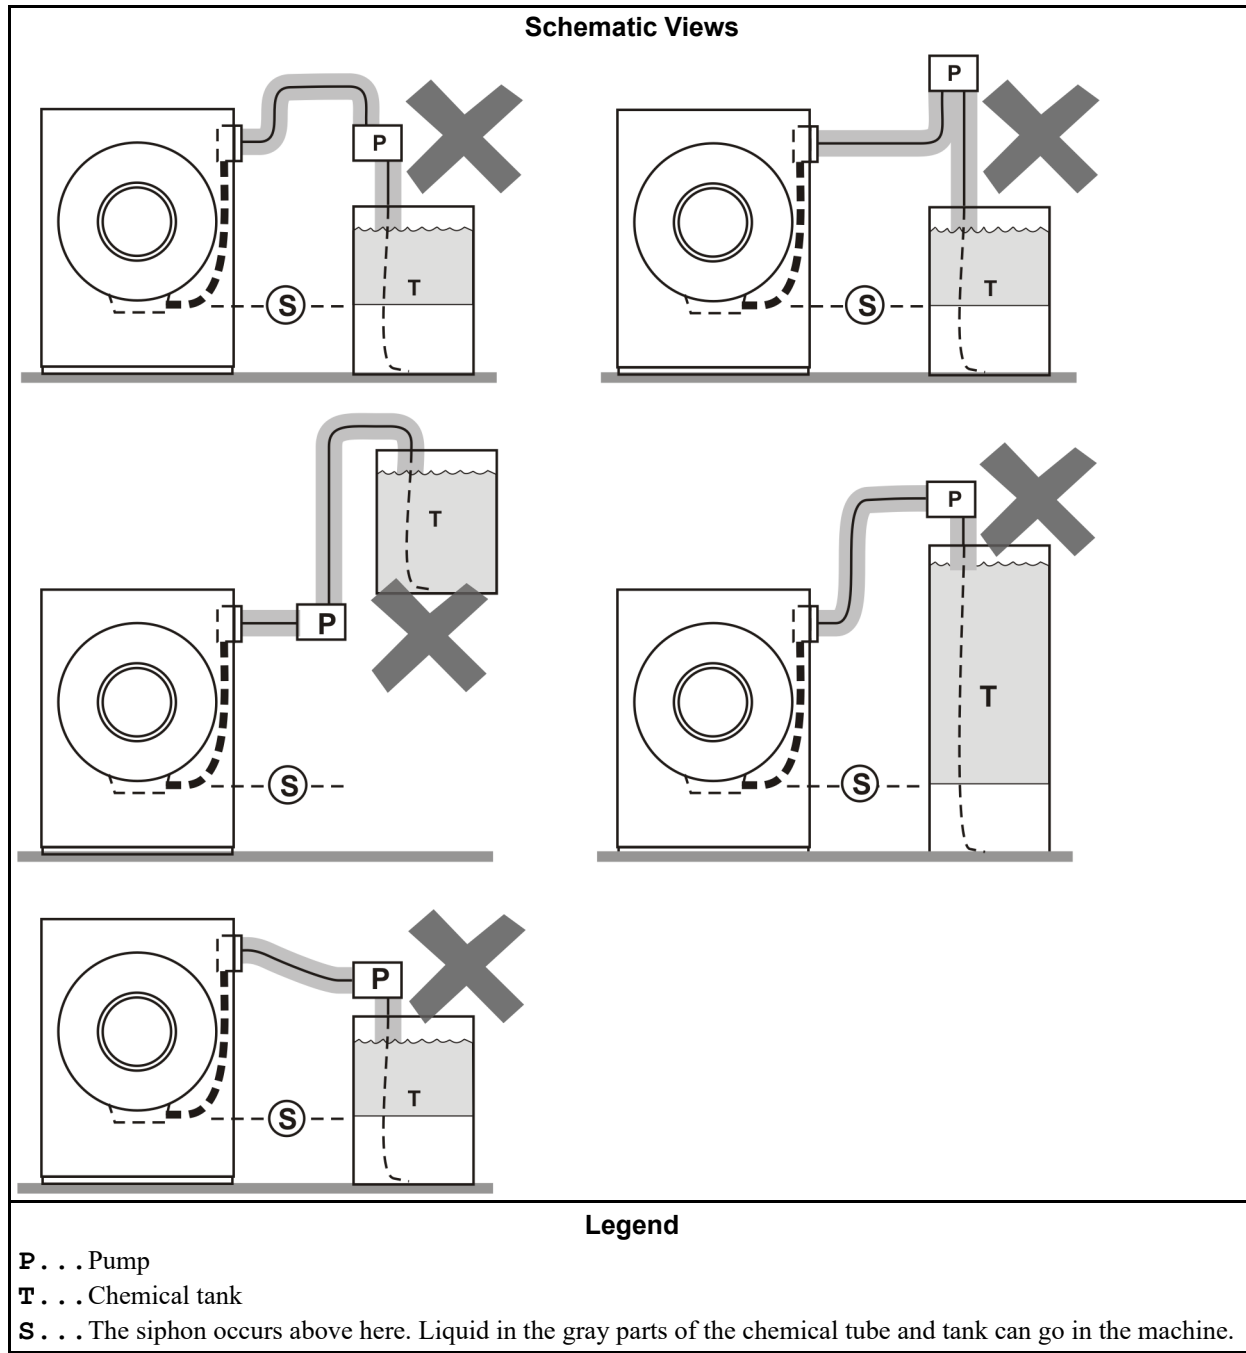 Schematic Views
P
P
T
S
T
S
T
P
P
T
S
S
P
T
S
Legend
P...Pump
T...Chemical tank
S...The siphon occurs above here. Liquid in the gray parts of the chemical tube and tank can go in the machine.